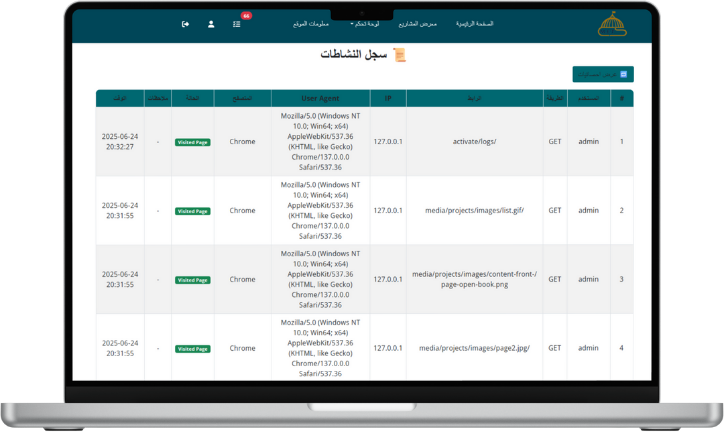 الصفحة الرئيسية
معرض المشاريع
لوحة تحكم
معلومات الموقع
66
سجل النشاطات
# المستخدم الطريقة الرابط IP User Agent المتصفح الحالة ملاحظات الوقت
1 admin GET activate/logs/ 127.0.0.1
Mozilla/5.0 (Windows NT
10.0; Win64; x64)
AppleWebKit/537.36
(KHTML, like Gecko)
Chrome/137.0.0.0
Safari/537.36
Chrome Visited Page -
2025-06-24
20:32:27
2 admin GET media/projects/images/list.gif/ 127.0.0.1
Mozilla/5.0 (Windows NT
10.0; Win64; x64)
AppleWebKit/537.36
(KHTML, like Gecko)
Chrome/137.0.0.0
Safari/537.36
Chrome Visited Page -
2025-06-24
20:31:55
3 admin GET
media/projects/images/content-front-/
page-open-book.png
127.0.0.1
Mozilla/5.0 (Windows NT
10.0; Win64; x64)
AppleWebKit/537.36
(KHTML, like Gecko)
Chrome/137.0.0.0
Safari/537.36
Chrome Visited Page -
2025-06-24
20:31:55
4 admin GET media/projects/images/page2.jpg/ 127.0.0.1
Mozilla/5.0 (Windows NT
10.0; Win64; x64)
AppleWebKit/537.36
(KHTML, like Gecko)
Chrome/137.0.0.0
Safari/537.36
Chrome Visited Page -
2025-06-24
20:31:55